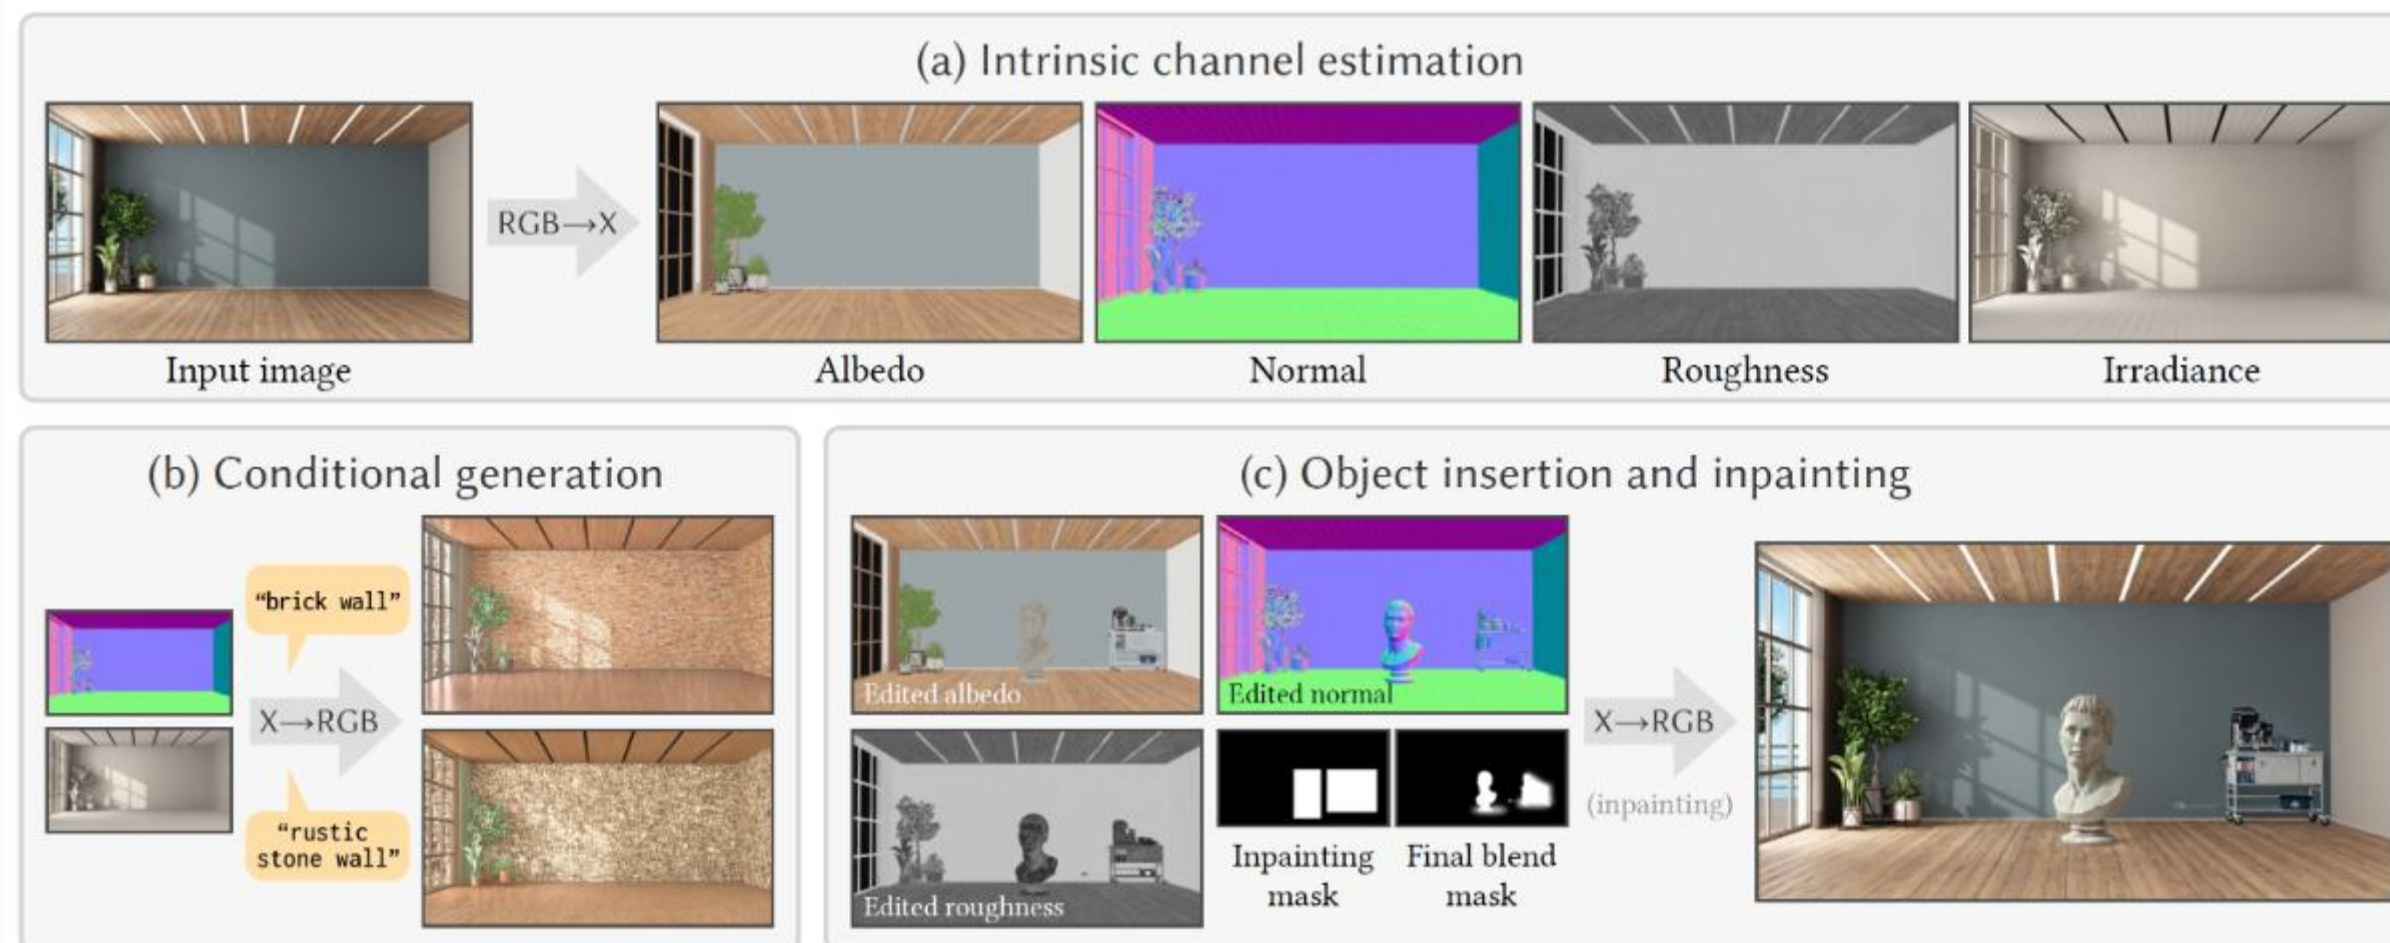 (a) Intrinsic channel estimation
RGB→X
Input image
Albedo
Normal
Roughness
Irradiance
(b) Conditional generation
“brick wall”
X→RGB
“rustic
stone wall”
(c) Object insertion and inpainting
Edited albedo
Edited normal
Edited roughness
Inpainting
mask
Final blend
mask
X→RGB
(inpainting)